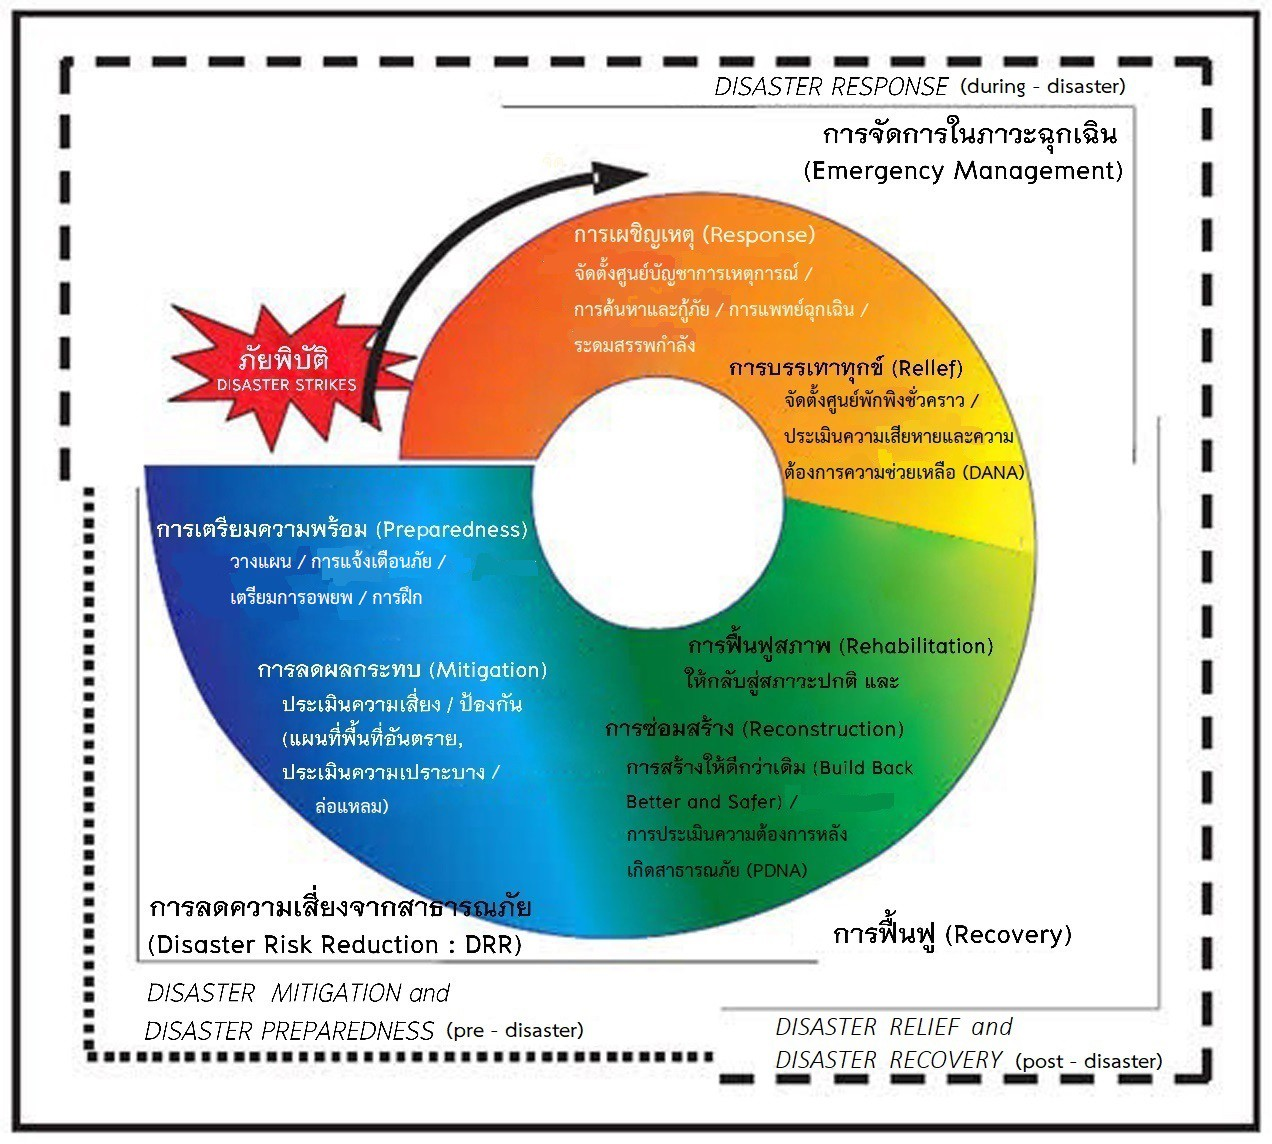 DISASTER RESPONSE (during - disaster)
การจัดการในภาวะฉุกเฉิน
(Emergency Management)
การเผชิญเหตุ (Response)
จัดตั้งศูนย์บัญชาการเหตุการณ์ /
การค้นหาและกู้ภัย / การแพทย์ฉุกเฉิน /
ระดมสรรพกำลัง
ภัยพิบัติ
DISASTER STRIKES
การบรรเทาทุกข์ (Rellef)
จัดตั้งศูนย์พักพิงชั่วคราว /
ประเมินความเสียหายและความ
ต้องการความช่วยเหลือ (DANA)
การเตรียมความพร้อม (Preparedness)
วางแผน / การแจ้งเตือนภัย /
เตรียมการอพยพ / การฝึก
การลดผลกระทบ (Mitigation)
ประเมินความเสี่ยง / ป้องกัน
(แผนที่พื้นที่อันตราย,
ประเมินความเปราะบาง /
ล่อแหลม)
การฟื้นฟูสภาพ (Rehabilitation)
ให้กลับสู่สภาวะปกติ และ
การซ่อมสร้าง (Reconstruction)
การสร้างให้ดีกว่าเดิม (Build Back
Better and Safer) /
การประเมินความต้องการหลัง
เกิดสาธารณภัย (PDNA)
การลดความเสี่ยงจากสาธารณภัย
(Disaster Risk Reduction : DRR)
การฟื้นฟู (Recovery)
DISASTER MITIGATION and
DISASTER PREPAREDNESS (pre - disaster)
DISASTER RELIEF and
DISASTER RECOVERY (post - disaster)